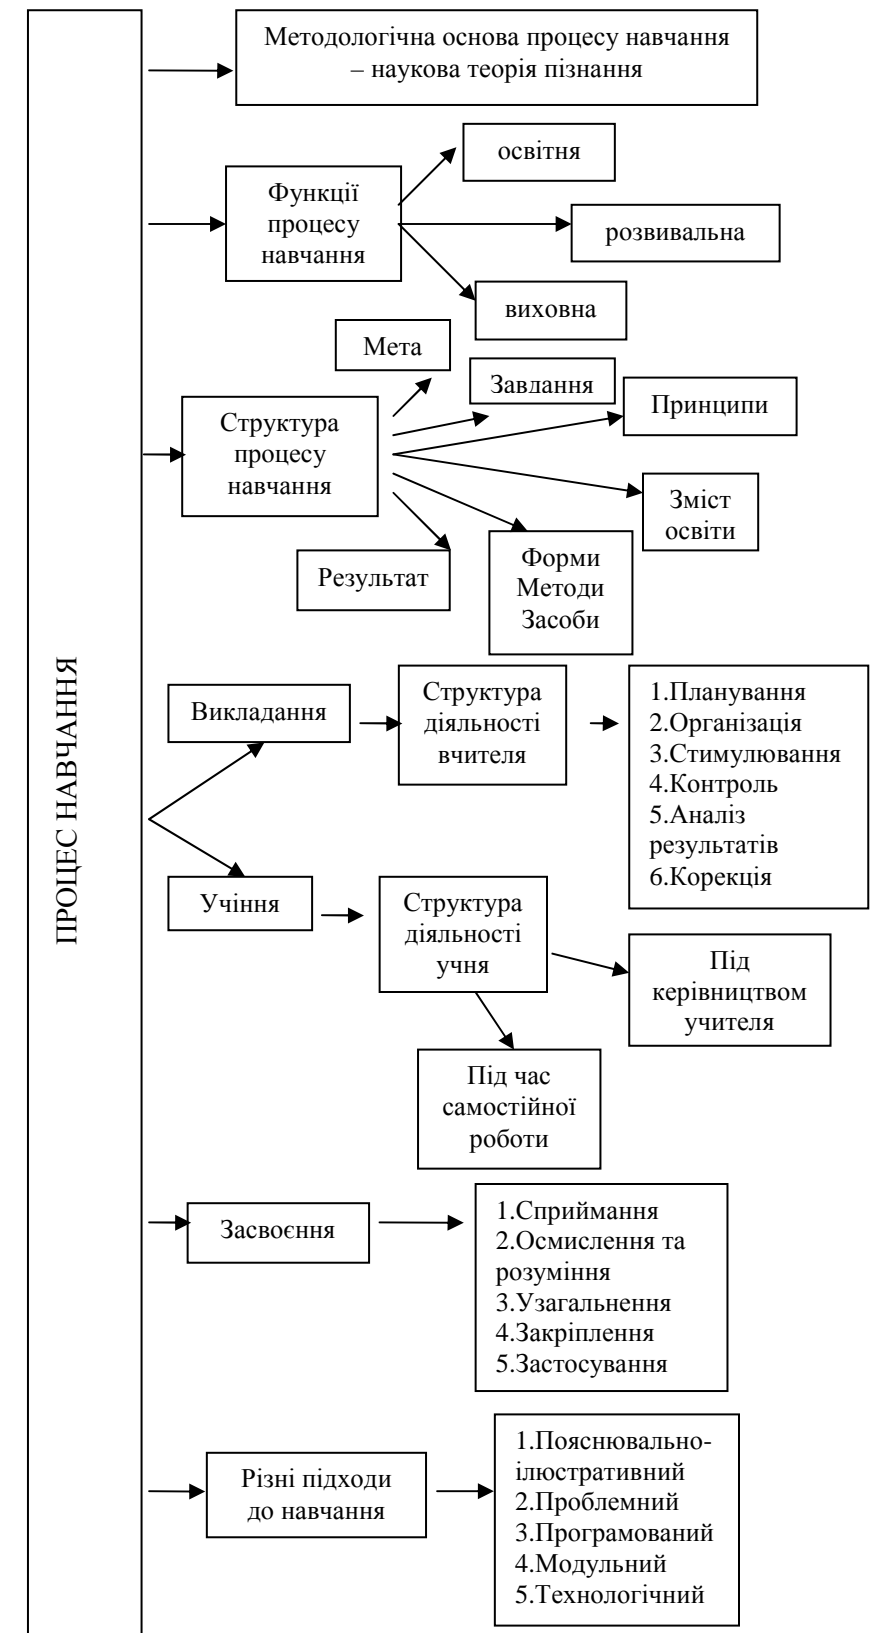 ПРОЦЕС НАВЧАННЯ
Методологічна основа процесу навчання
– наукова теорія пізнання
Функції
процесу
навчання
освітня
розвивальна
виховна
Структура
процесу
навчання
Мета
Завдання
Принципи
Зміст
освіти
Форми
Методи
Засоби
Результат
Викладання
Структура
діяльності
вчителя
1.Планування
2.Організація
3.Стимулювання
4.Контроль
5.Аналіз
результатів
6.Корекція
Учіння
Структура
діяльності
учня
Під
керівництвом
учителя
Під час
самостійної
роботи
Засвоєння
1.Сприймання
2.Осмислення та
розуміння
3.Узагальнення
4.Закріплення
5.Застосування
Різні підходи
до навчання
1.Пояснювально-
ілюстративний
2.Проблемний
3.Програмований
4.Модульний
5.Технологічний